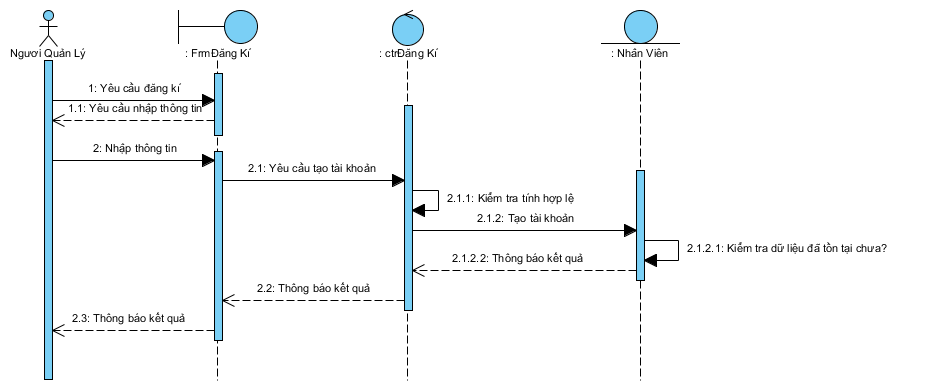 Ngươi Quản Lý
: FrmĐăng Kí
: ctrĐăng Kí
: Nhân Viên
1: Yêu cầu đăng kí
1.1: Yêu cầu nhập thông tin
2: Nhập thông tin
2.1: Yêu cầu tạo tài khoản
2.1.1: Kiểm tra tính hợp lệ
2.1.2: Tạo tài khoản
2.1.2.1: Kiểm tra dữ liệu đã tồn tại chưa?
2.1.2.2: Thông báo kết quả
2.2: Thông báo kết quả
2.3: Thông báo kết quả